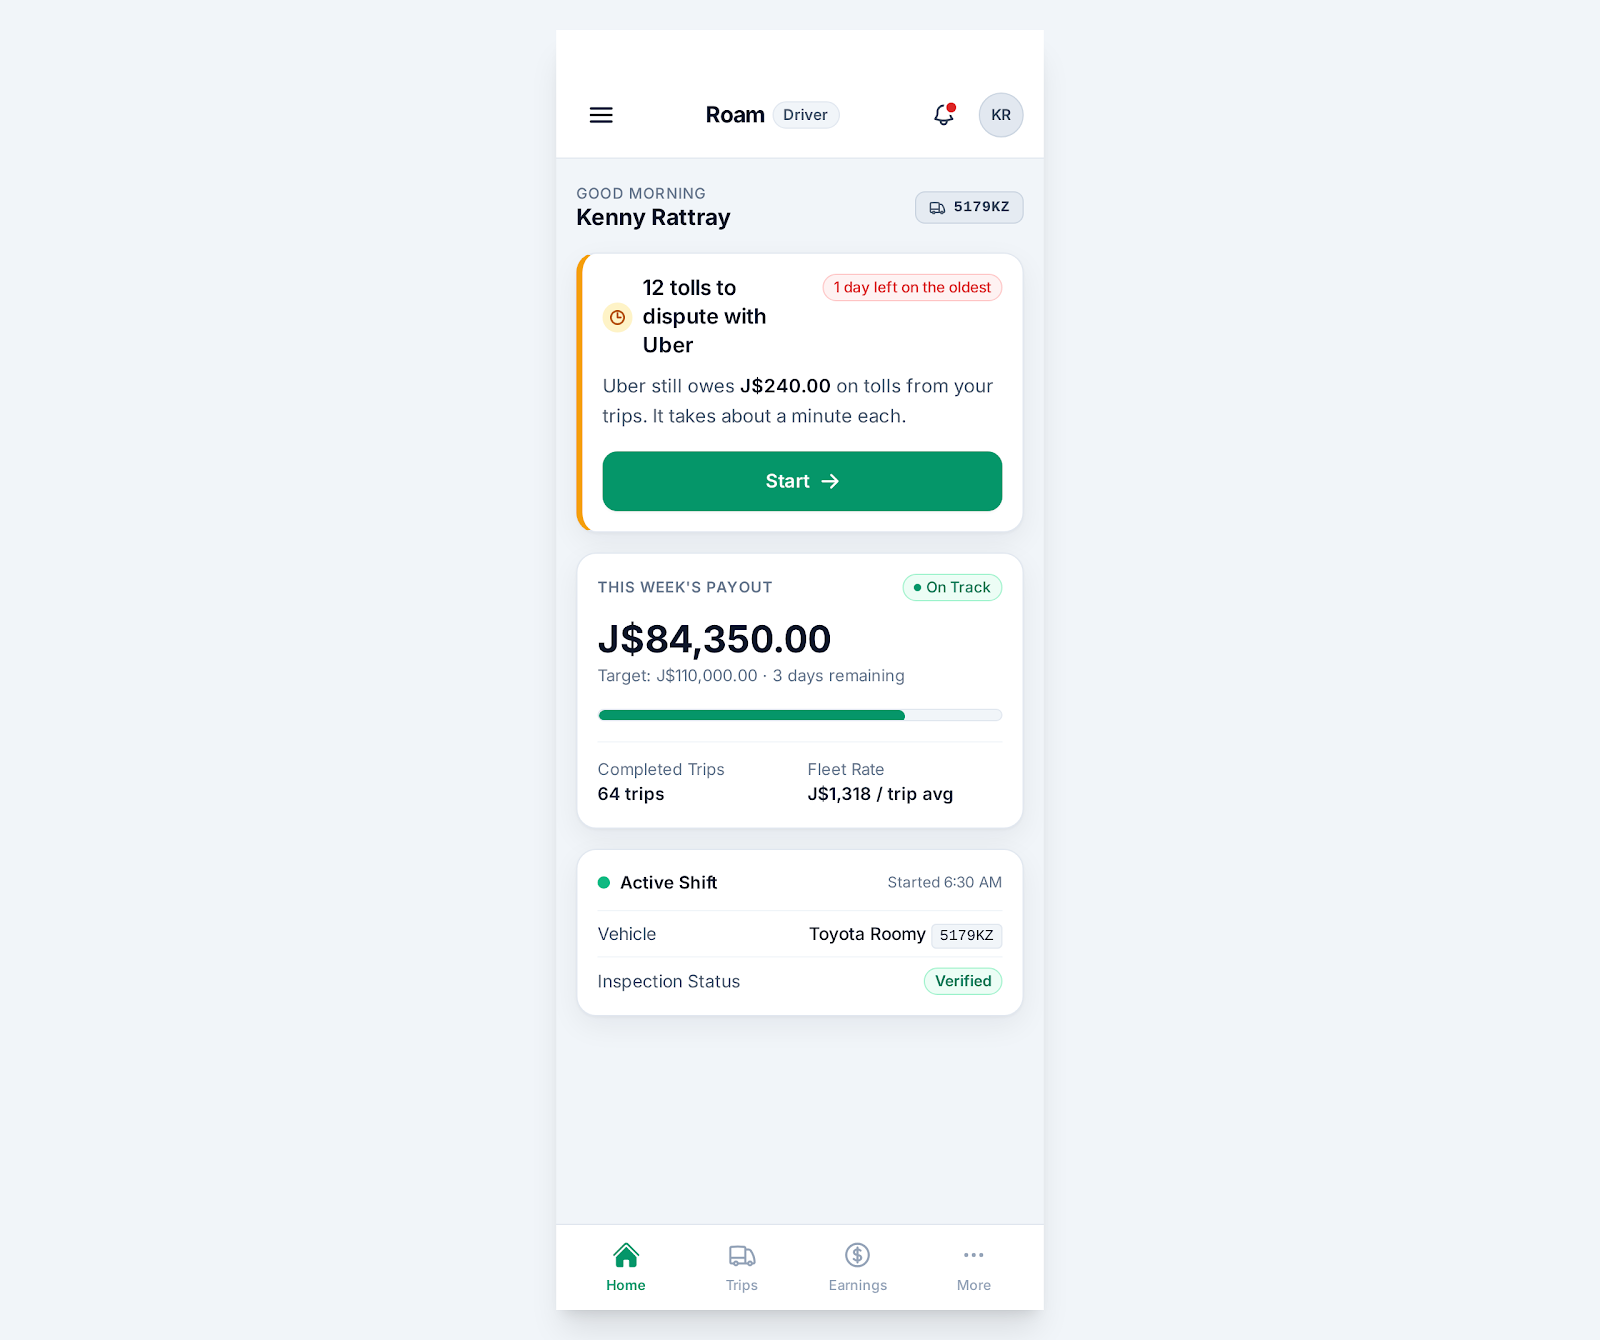 Roam Driver
KR
GOOD MORNING
Kenny Rattray
5179KZ
12 tolls to
dispute with
Uber
1 day left on the oldest
Uber still owes J$240.00 on tolls from your
trips. It takes about a minute each.
Start →
THIS WEEK'S PAYOUT
On Track
J$84,350.00
Target: J$110,000.00 · 3 days remaining
Completed Trips
64 trips
Fleet Rate
J$1,318 / trip avg
Active Shift
Started 6:30 AM
Vehicle
Toyota Roomy 5179KZ
Inspection Status
Verified
Home
Trips
Earnings
More